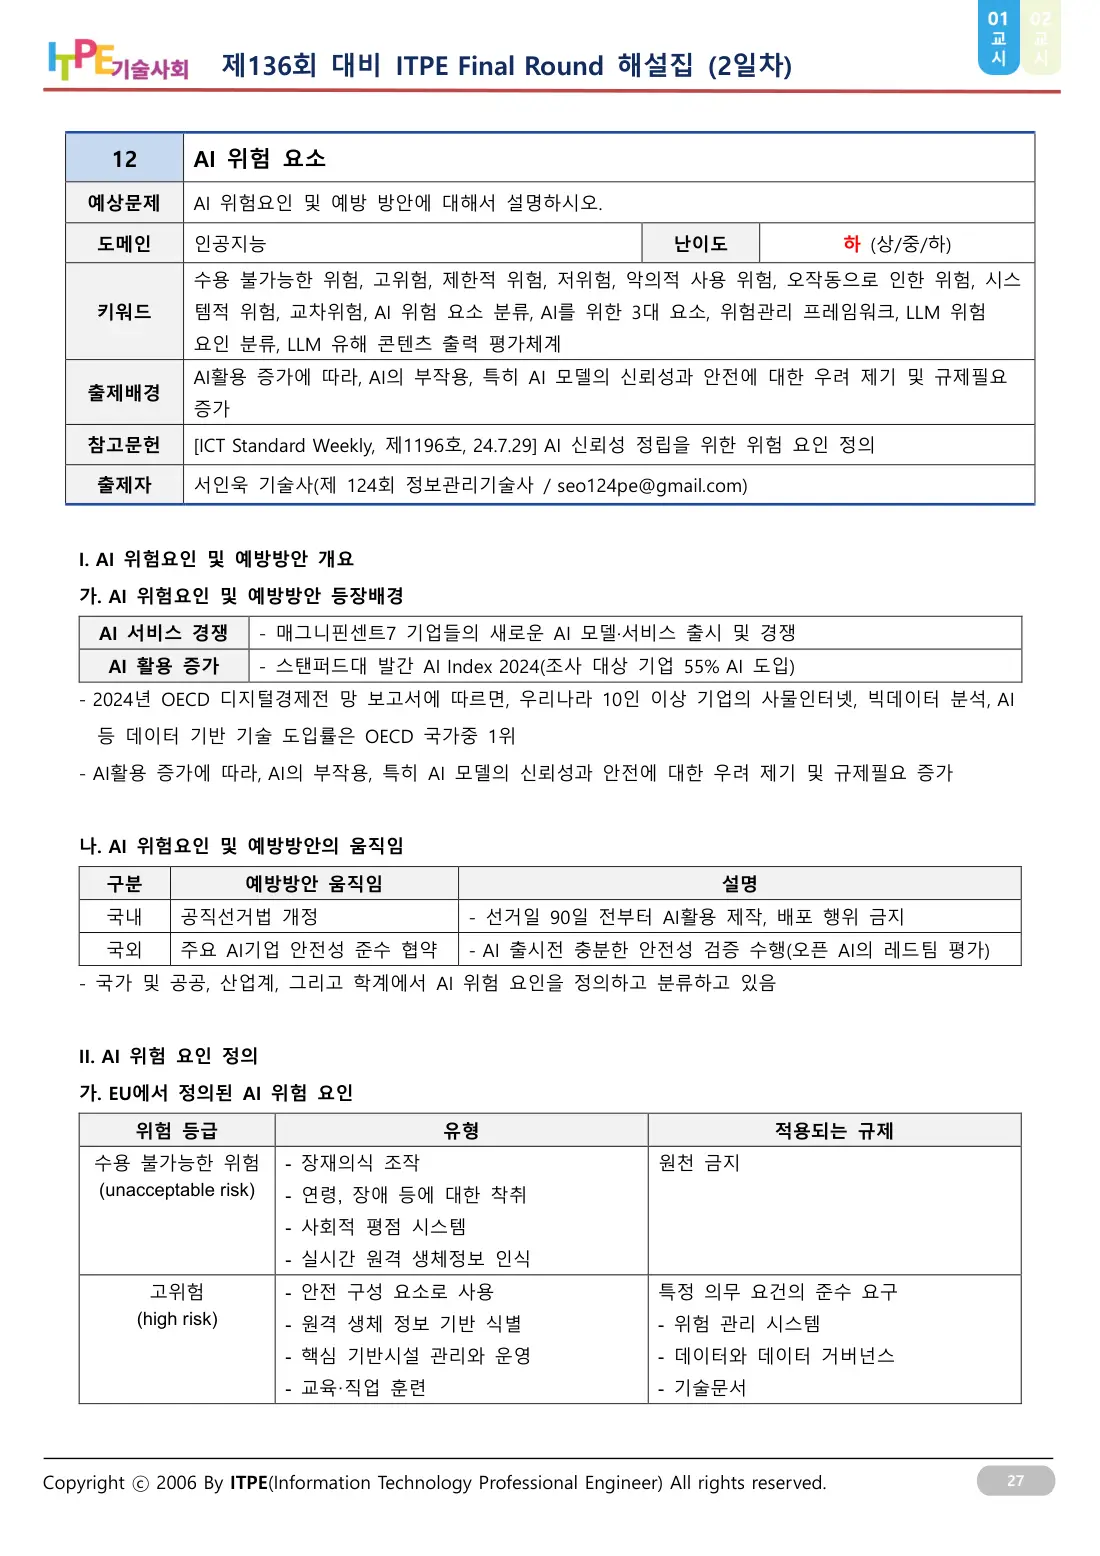 ITPE기술사회 제136회 대비 ITPE Final Round 해설집 (2일차)
01 교 시
02 교 시
12 AI 위험 요소
예상문제 AI 위험요인 및 예방 방안에 대해서 설명하시오.
도메인 인공지능 난이도 하 (상/중/하)
키워드 수용 불가능한 위험, 고위험, 제한적 위험, 저위험, 악의적 사용 위험, 오작동으로 인한 위험, 시스
템적 위험, 교차위험, AI 위험 요소 분류, AI를 위한 3대 요소, 위험관리 프레임워크, LLM 위험
요인 분류, LLM 유해 콘텐츠 출력 평가체계
출제배경 AI활용 증가에 따라, AI의 부작용, 특히 AI 모델의 신뢰성과 안전에 대한 우려 제기 및 규제필요
증가
참고문헌 [ICT Standard Weekly, 제1196호, 24.7.29] AI 신뢰성 정립을 위한 위험 요인 정의
출제자 서인욱 기술사(제 124회 정보관리기술사 / seo124pe@gmail.com)
I. AI 위험요인 및 예방방안 개요
가. AI 위험요인 및 예방방안 등장배경
AI 서비스 경쟁 - 매그니핀센트7 기업들의 새로운 AI 모델·서비스 출시 및 경쟁
AI 활용 증가 - 스탠퍼드대 발간 AI Index 2024(조사 대상 기업 55% AI 도입)
- 2024년 OECD 디지털경제전 망 보고서에 따르면, 우리나라 10인 이상 기업의 사물인터넷, 빅데이터 분석, AI
등 데이터 기반 기술 도입률은 OECD 국가중 1위
- AI활용 증가에 따라, AI의 부작용, 특히 AI 모델의 신뢰성과 안전에 대한 우려 제기 및 규제필요 증가
나. AI 위험요인 및 예방방안의 움직임
구분 예방방안 움직임 설명
국내 공직선거법 개정 - 선거일 90일 전부터 AI활용 제작, 배포 행위 금지
국외 주요 AI기업 안전성 준수 협약 - AI 출시전 충분한 안전성 검증 수행(오픈 AI의 레드팀 평가)
- 국가 및 공공, 산업계, 그리고 학계에서 AI 위험 요인을 정의하고 분류하고 있음
II. AI 위험 요인 정의
가. EU에서 정의된 AI 위험 요인
위험 등급 유형 적용되는 규제
수용 불가능한 위험 - 장재의식 조작 원천 금지
(unacceptable risk) - 연령, 장애 등에 대한 착취
- 사회적 평점 시스템
- 실시간 원격 생체정보 인식
고위험 - 안전 구성 요소로 사용 특정 의무 요건의 준수 요구
(high risk) - 원격 생체 정보 기반 식별 - 위험 관리 시스템
- 핵심 기반시설 관리와 운영 - 데이터와 데이터 거버넌스
- 교육·직업 훈련 - 기술문서
Copyright ⓒ 2006 By ITPE(Information Technology Professional Engineer) All rights reserved.
27